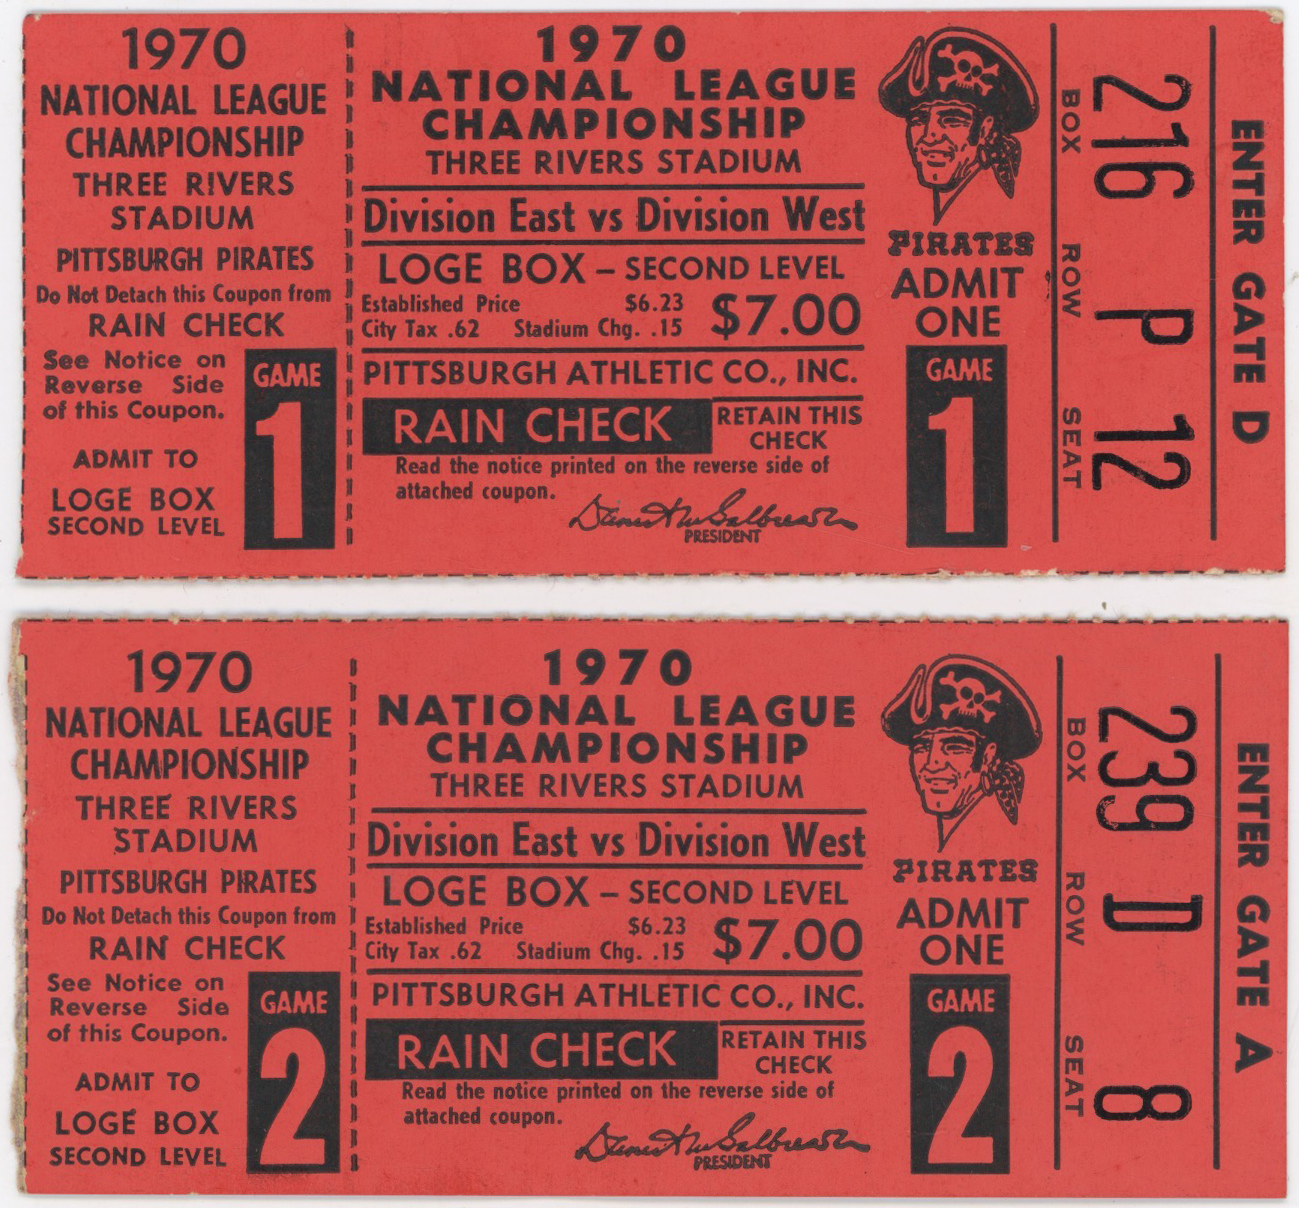 1970
NATIONAL LEAGUE
CHAMPIONSHIP
THREE RIVERS
STADIUM
PITTSBURGH PIRATES
Do Not Detach this Coupon from
RAIN CHECK
See Notice on
Reverse Side
of this Coupon.
ADMIT TO
LOGE BOX
SECOND LEVEL
GAME
1
1970
NATIONAL LEAGUE
CHAMPIONSHIP
THREE RIVERS STADIUM
Division East vs Division West
LOGE BOX – SECOND LEVEL
Established Price $6.23
City Tax .62 Stadium Chg. .15 $7.00
PITTSBURGH ATHLETIC CO., INC.
RAIN CHECK
RETAIN THIS
CHECK
Read the notice printed on the reverse side of
attached coupon.
PRESIDENT
PIRATES
ADMIT
ONE
GAME
1
BOX 216
ROW P
SEAT 12
ENTER GATE D
1970
NATIONAL LEAGUE
CHAMPIONSHIP
THREE RIVERS
STADIUM
PITTSBURGH PIRATES
Do Not Detach this Coupon from
RAIN CHECK
See Notice on
Reverse Side
of this Coupon.
ADMIT TO
LOGE BOX
SECOND LEVEL
GAME
2
1970
NATIONAL LEAGUE
CHAMPIONSHIP
THREE RIVERS STADIUM
Division East vs Division West
LOGE BOX – SECOND LEVEL
Established Price $6.23
City Tax .62 Stadium Chg. .15 $7.00
PITTSBURGH ATHLETIC CO., INC.
RAIN CHECK
RETAIN THIS
CHECK
Read the notice printed on the reverse side of
attached coupon.
PRESIDENT
PIRATES
ADMIT
ONE
GAME
2
BOX 239
ROW D
SEAT 8
ENTER GATE A